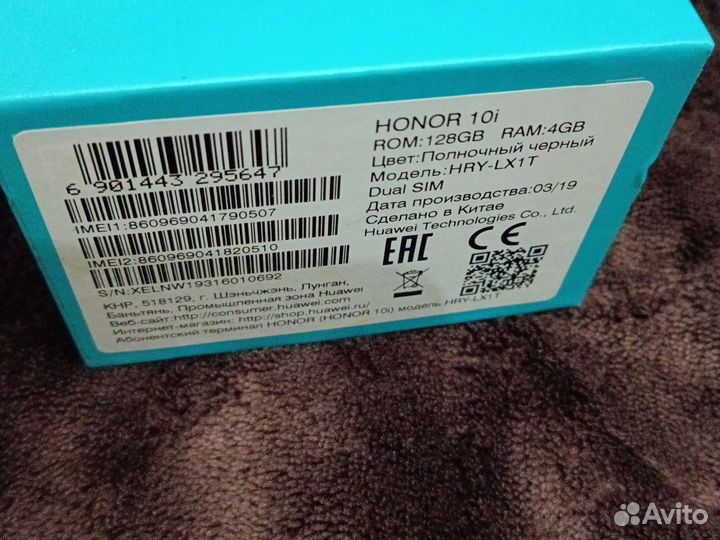 HONOR 10i
ROM:128GB RAM:4GB
Цвет:Полночный черный
Модель:HRY-LX1T
Dual SIM
Дата производства:03/19
Сделано в Китае
Huawei Technologies Co., Ltd.
EAC CE
6 901443 295647
IMEI1:860969041790507
IMEI2:860969041820510
S/N:XELNW19316010692
КНР, 518129, г. Шэньчжэнь, Лунган,
Баньтянь, Промышленная зона Huawei
Веб-сайт:http://consumer.huawei.com
Интернет-магазин: http://shop.huawei.ru/
Абонентский терминал HONOR (HONOR 10i) модель HRY-LX1T
Avito